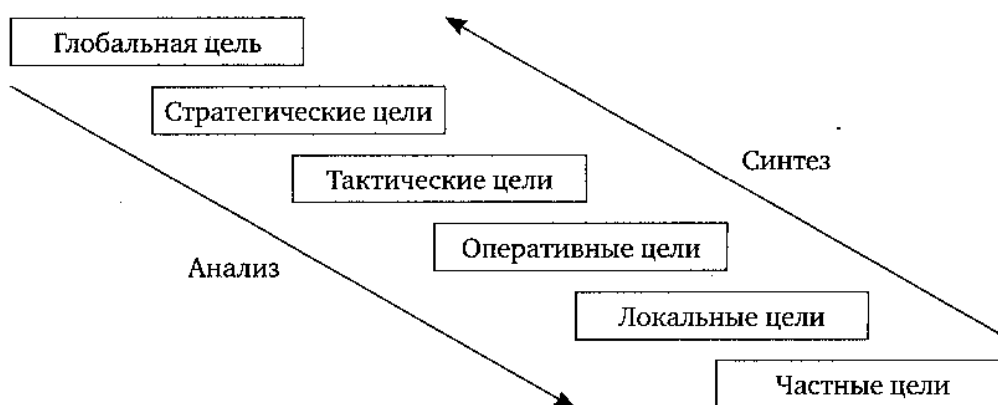 Глобальная цель
Стратегические цели
Синтез
Тактические цели
Оперативные цели
Анализ
Локальные цели
Частные цели